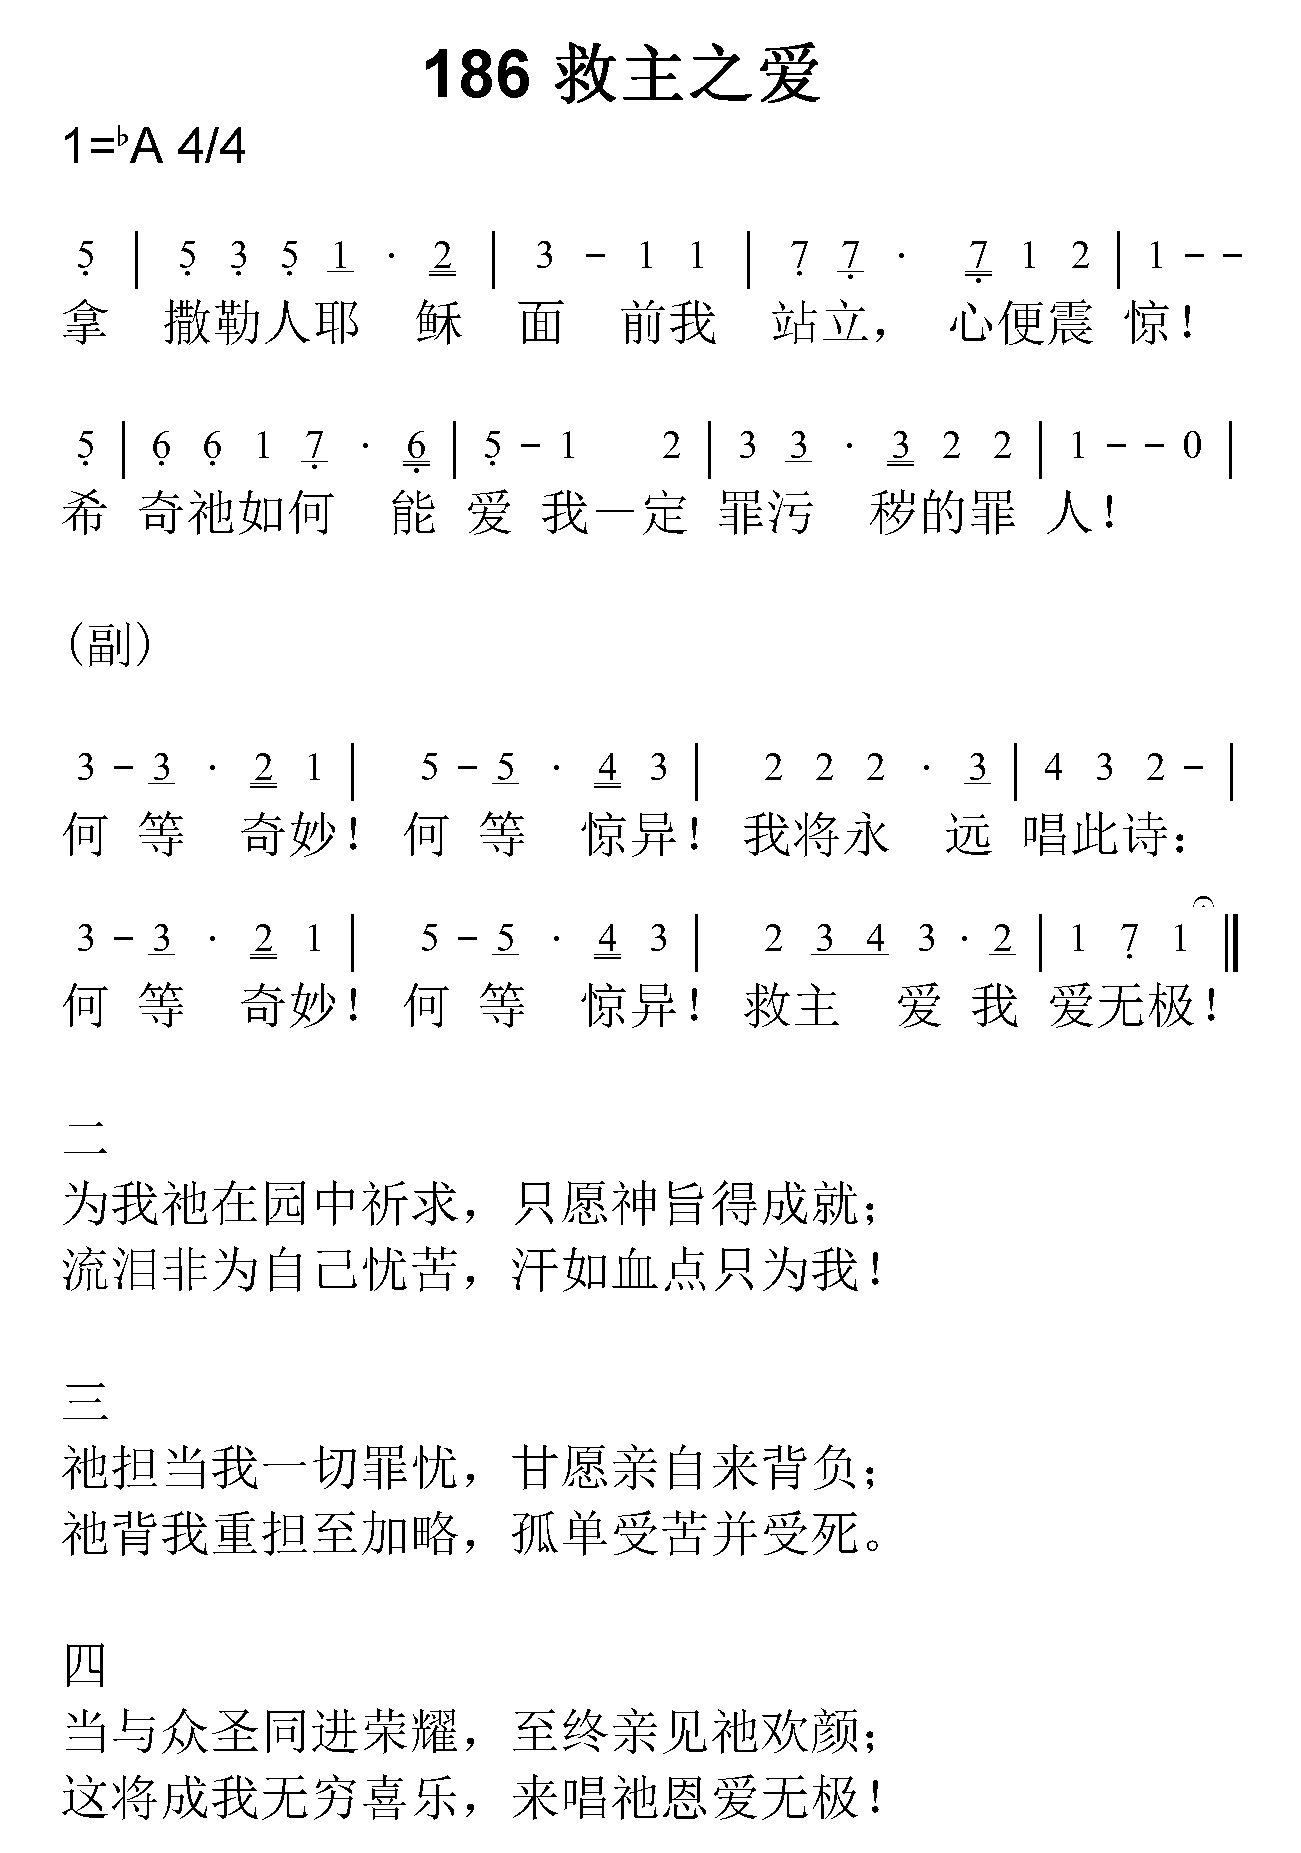 186 救主之爱
1=♭A 4/4
5̣ | 5̣ 3̣ 5̣ 1 · 2 | 3 - 1 1 | 7̣ 7̣ · 7̣ 1 2 | 1 - -
拿 撒勒人耶 稣 面 前我 站立， 心便震 惊！
5̣ | 6̣ 6̣ 1 7̣ · 6̣ | 5̣ - 1 2 | 3 3 · 3 2 2 | 1 - - 0 |
希 奇祂如何 能 爱 我—定 罪污 秽的罪 人！
(副)
3 - 3 · 2 1 | 5 - 5 · 4 3 | 2 2 2 · 3 | 4 3 2 - |
何 等 奇妙！ 何 等 惊异！ 我将永 远 唱此诗：
3 - 3 · 2 1 | 5 - 5 · 4 3 | 2 3 4 3 · 2 | 1 7̣ 1 ‖
何 等 奇妙！ 何 等 惊异！ 救主 爱 我 爱无极！
二
为我祂在园中祈求，只愿神旨得成就；
流泪非为自己忧苦，汗如血点只为我！
三
祂担当我一切罪忧，甘愿亲自来背负；
祂背我重担至加略，孤单受苦并受死。
四
当与众圣同进荣耀，至终亲见祂欢颜；
这将成我无穷喜乐，来唱祂恩爱无极！